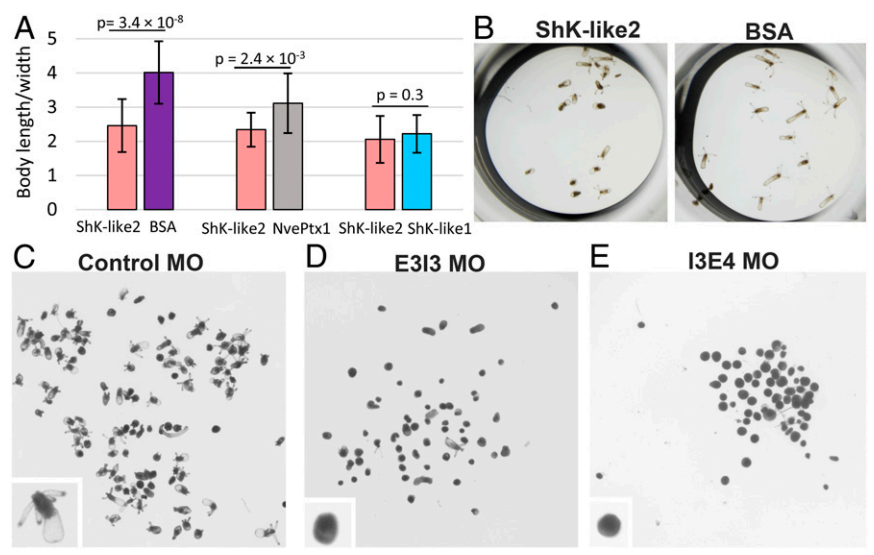 A
p= 3.4 × 10-8
p = 2.4 × 10-3
p = 0.3
Body length/width
5
4
3
2
1
0
ShK-like2 BSA
ShK-like2 NvePtx1
ShK-like2 ShK-like1
B
ShK-like2
BSA
C
Control MO
D
E3I3 MO
E
I3E4 MO